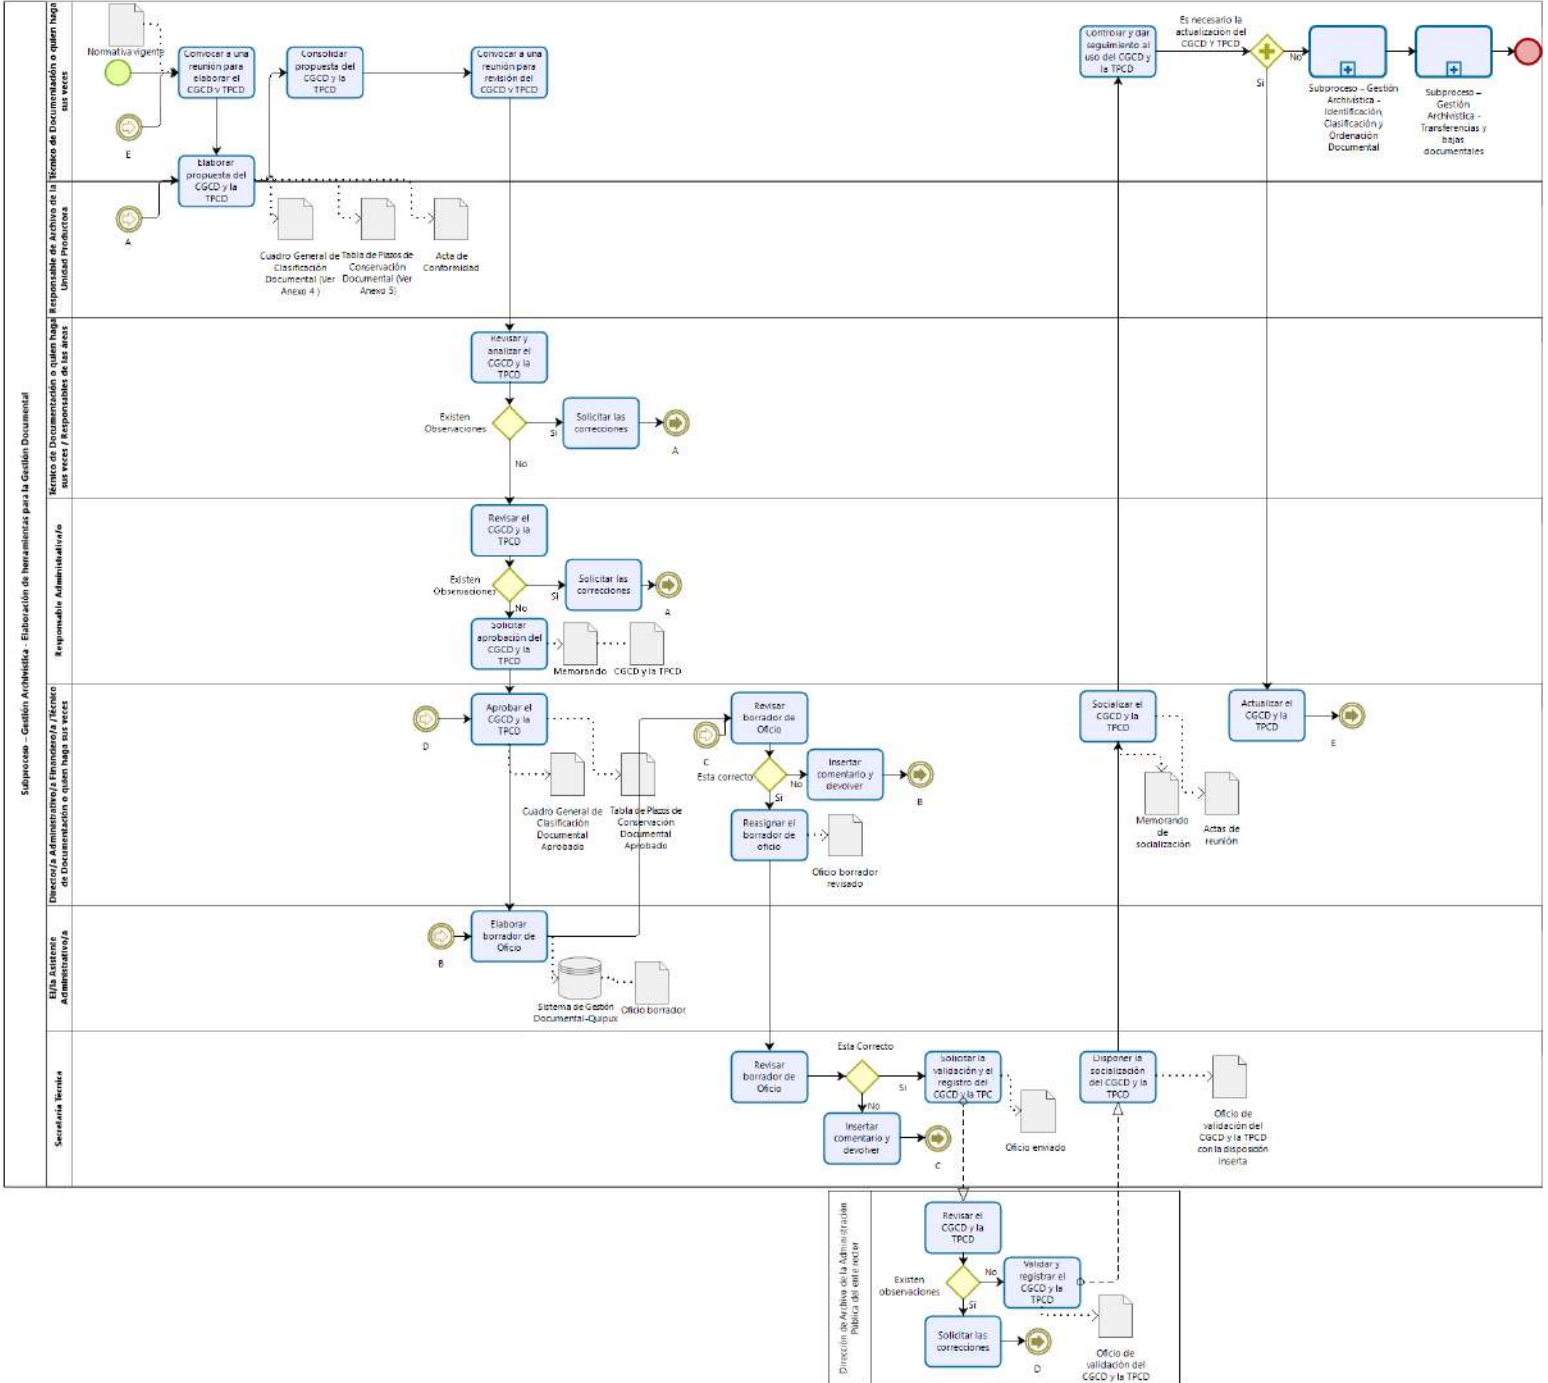 Subproceso – Gestión Archivística - Elaboración de herramientas para la Gestión Documental
Técnico de Documentación o quien haga
sus veces
Normativa vigente
Convocar a una
reunión para
elaborar el
CGCD y TPCD
E
Elaborar
propuesta del
CGCD y la
TPCD
Consolidar
propuesta del
CGCD y la
TPCD
Convocar a una
reunión para
revisión del
CGCD y TPCD
Controlar y dar
seguimiento al
uso del CGCD y
la TPCD
Es necesario la
actualización del
CGCD Y TPCD
No
Si
Subproceso – Gestión
Archivística -
Identificación,
Clasificación y
Ordenación
Documental
Subproceso –
Gestión
Archivística -
Transferencias y
bajas
documentales
Responsable de Archivo de la
Unidad Productora
A
Cuadro General de
Clasificación
Documental (Ver
Anexo 4 )
Tabla de Plazos de
Conservación
Documental (Ver
Anexo 5)
Acta de
Conformidad
Técnico de Documentación o quien haga
sus veces / Responsables de las áreas
Revisar y
analizar el
CGCD y la
TPCD
Existen
Observaciones
Si
Solicitar las
correcciones
A
No
Responsable Administrativa/o
Revisar el
CGCD y la
TPCD
Existen
Observaciones
Si
Solicitar las
correcciones
A
No
Solicitar
aprobación del
CGCD y la
TPCD
Memorando
CGCD y la TPCD
Director/a Administrativo/a Financiero/a /Técnico
de Documentación o quien haga sus veces
D
Aprobar el
CGCD y la
TPCD
Cuadro General de
Clasificación
Documental
Aprobado
Tabla de Plazos de
Conservación
Documental
Aprobado
Revisar
borrador de
Oficio
C
Esta correcto
No
Insertar
comentario y
devolver
B
Si
Reasignar el
borrador de
oficio
Oficio borrador
revisado
Socializar el
CGCD y la
TPCD
Memorando
de
socialización
Actas de
reunión
Actualizar el
CGCD y la
TPCD
E
El/la Asistente
Administrativo/a
B
Elaborar
borrador de
Oficio
Sistema de Gestión
Documental-Quipux
Oficio borrador
Secretaría Técnica
Revisar
borrador de
Oficio
Esta Correcto
Si
No
Insertar
comentario y
devolver
C
Solicitar la
validación y el
registro del
CGCD y la TPC
Oficio enviado
Disponer la
socialización
del CGCD y la
TPCD
Oficio de
validación del
CGCD y la TPCD
con la disposición
inserta
Dirección de Archivo de la Administración
Pública del ente rector
Revisar el
CGCD y la
TPCD
Existen
observaciones
No
Validar y
registrar el
CGCD y la
TPCD
Si
Solicitar las
correcciones
D
Oficio de
validación del
CGCD y la TPCD